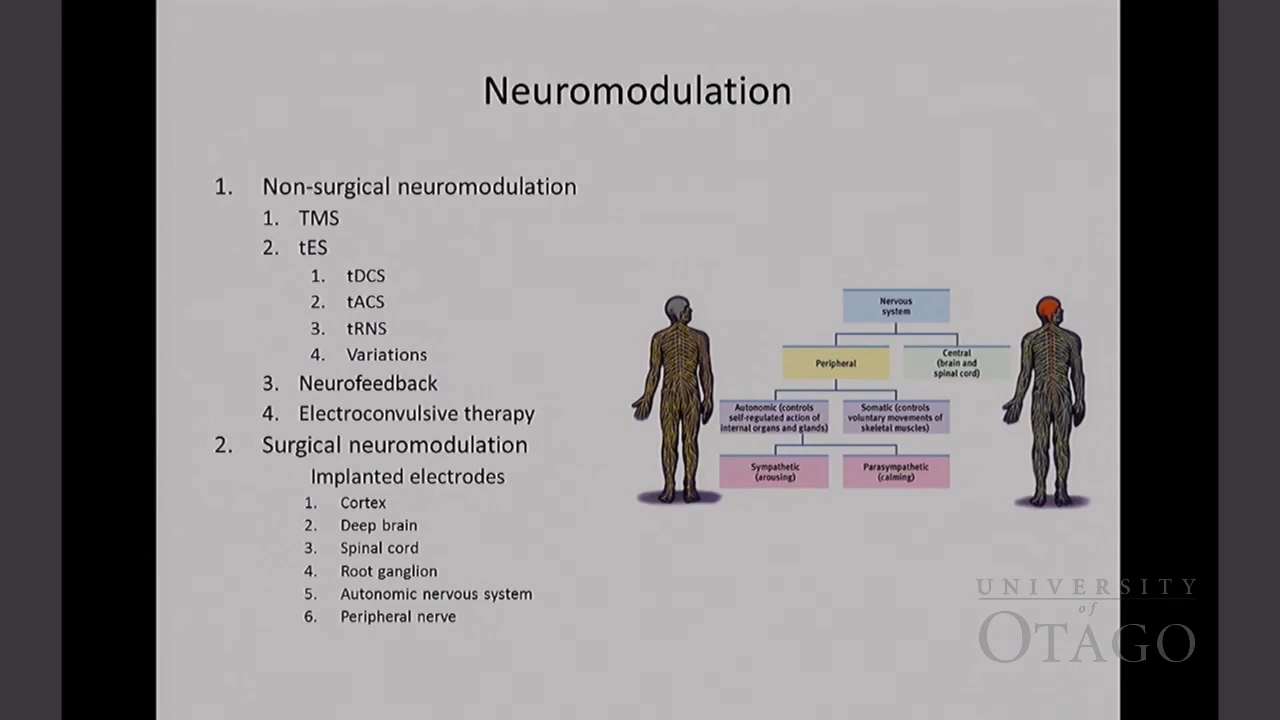 Neuromodulation
1. Non-surgical neuromodulation
1. TMS
2. tES
1. tDCS
2. tACS
3. tRNS
4. Variations
3. Neurofeedback
4. Electroconvulsive therapy
2. Surgical neuromodulation
Implanted electrodes
1. Cortex
2. Deep brain
3. Spinal cord
4. Root ganglion
5. Autonomic nervous system
6. Peripheral nerve
Nervous
system
Peripheral
Central
(brain and
spinal cord)
Autonomic (controls
self-regulated action of
internal organs and glands)
Somatic (controls
voluntary movements of
skeletal muscles)
Sympathetic
(arousing)
Parasympathetic
(calming)
UNIVERSITY
of
OTAGO